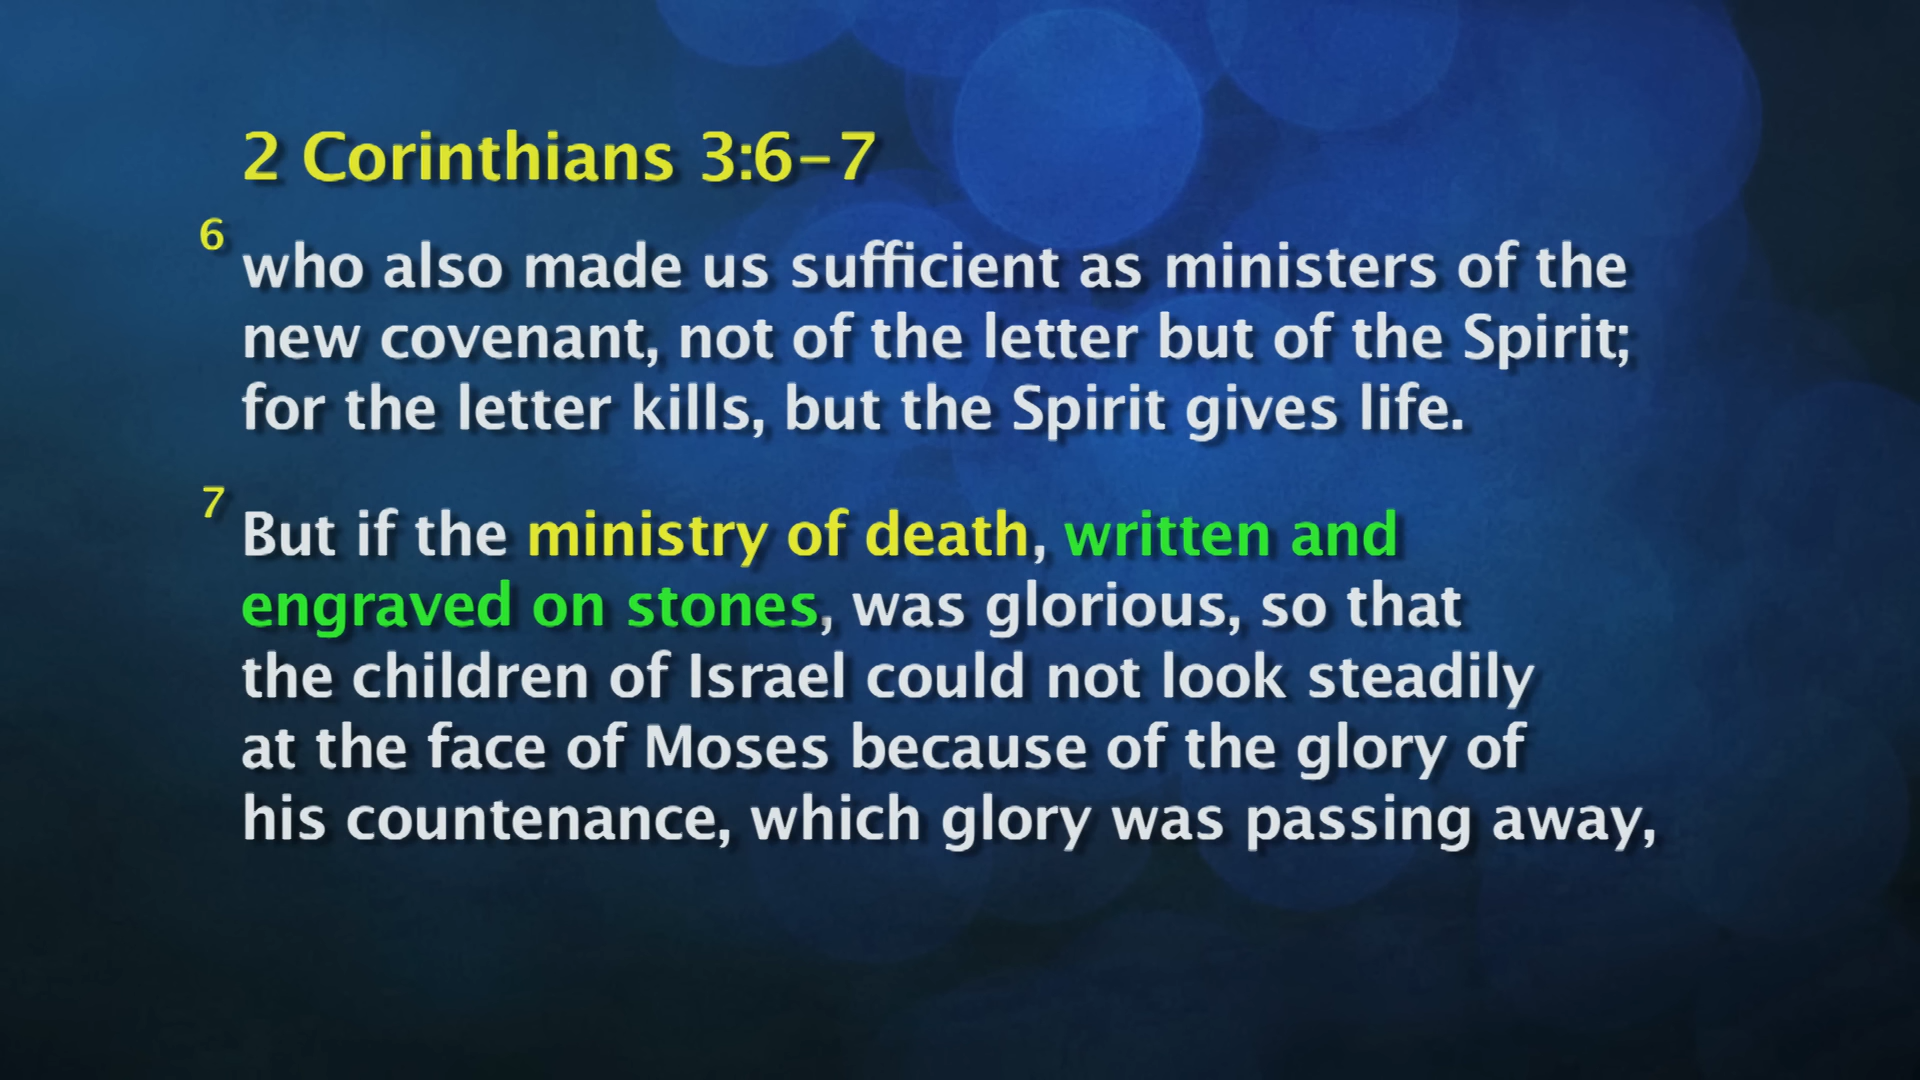 2 Corinthians 3:6–7
6 who also made us sufficient as ministers of the
new covenant, not of the letter but of the Spirit;
for the letter kills, but the Spirit gives life.
7 But if the ministry of death, written and
engraved on stones, was glorious, so that
the children of Israel could not look steadily
at the face of Moses because of the glory of
his countenance, which glory was passing away,